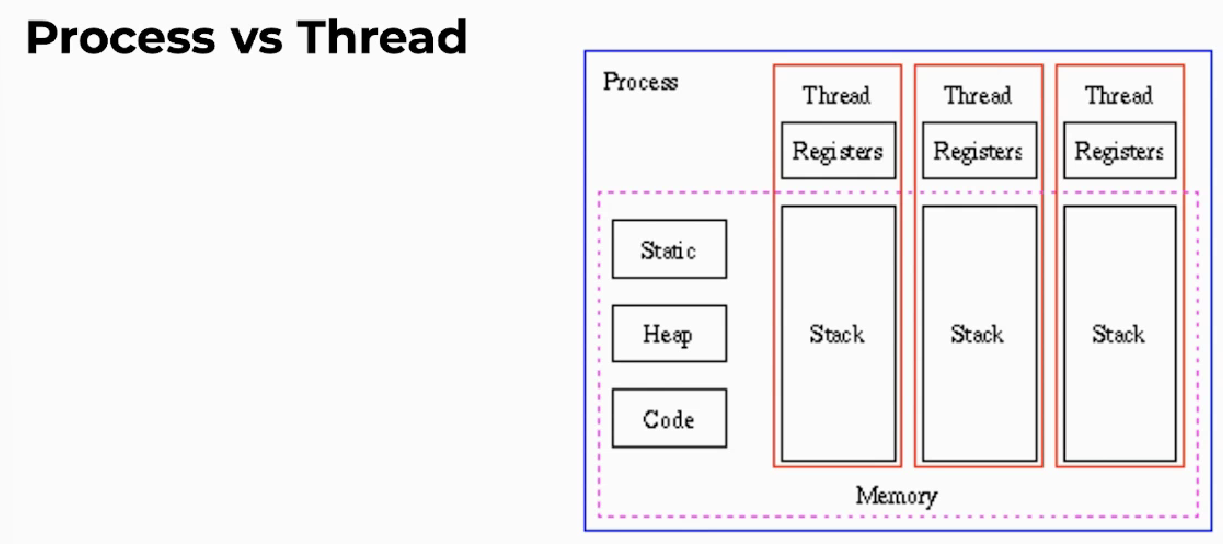 Process vs Thread
Process
Thread Thread Thread
Registers Registers Registers
Static
Heap
Stack Stack Stack
Code
Memory